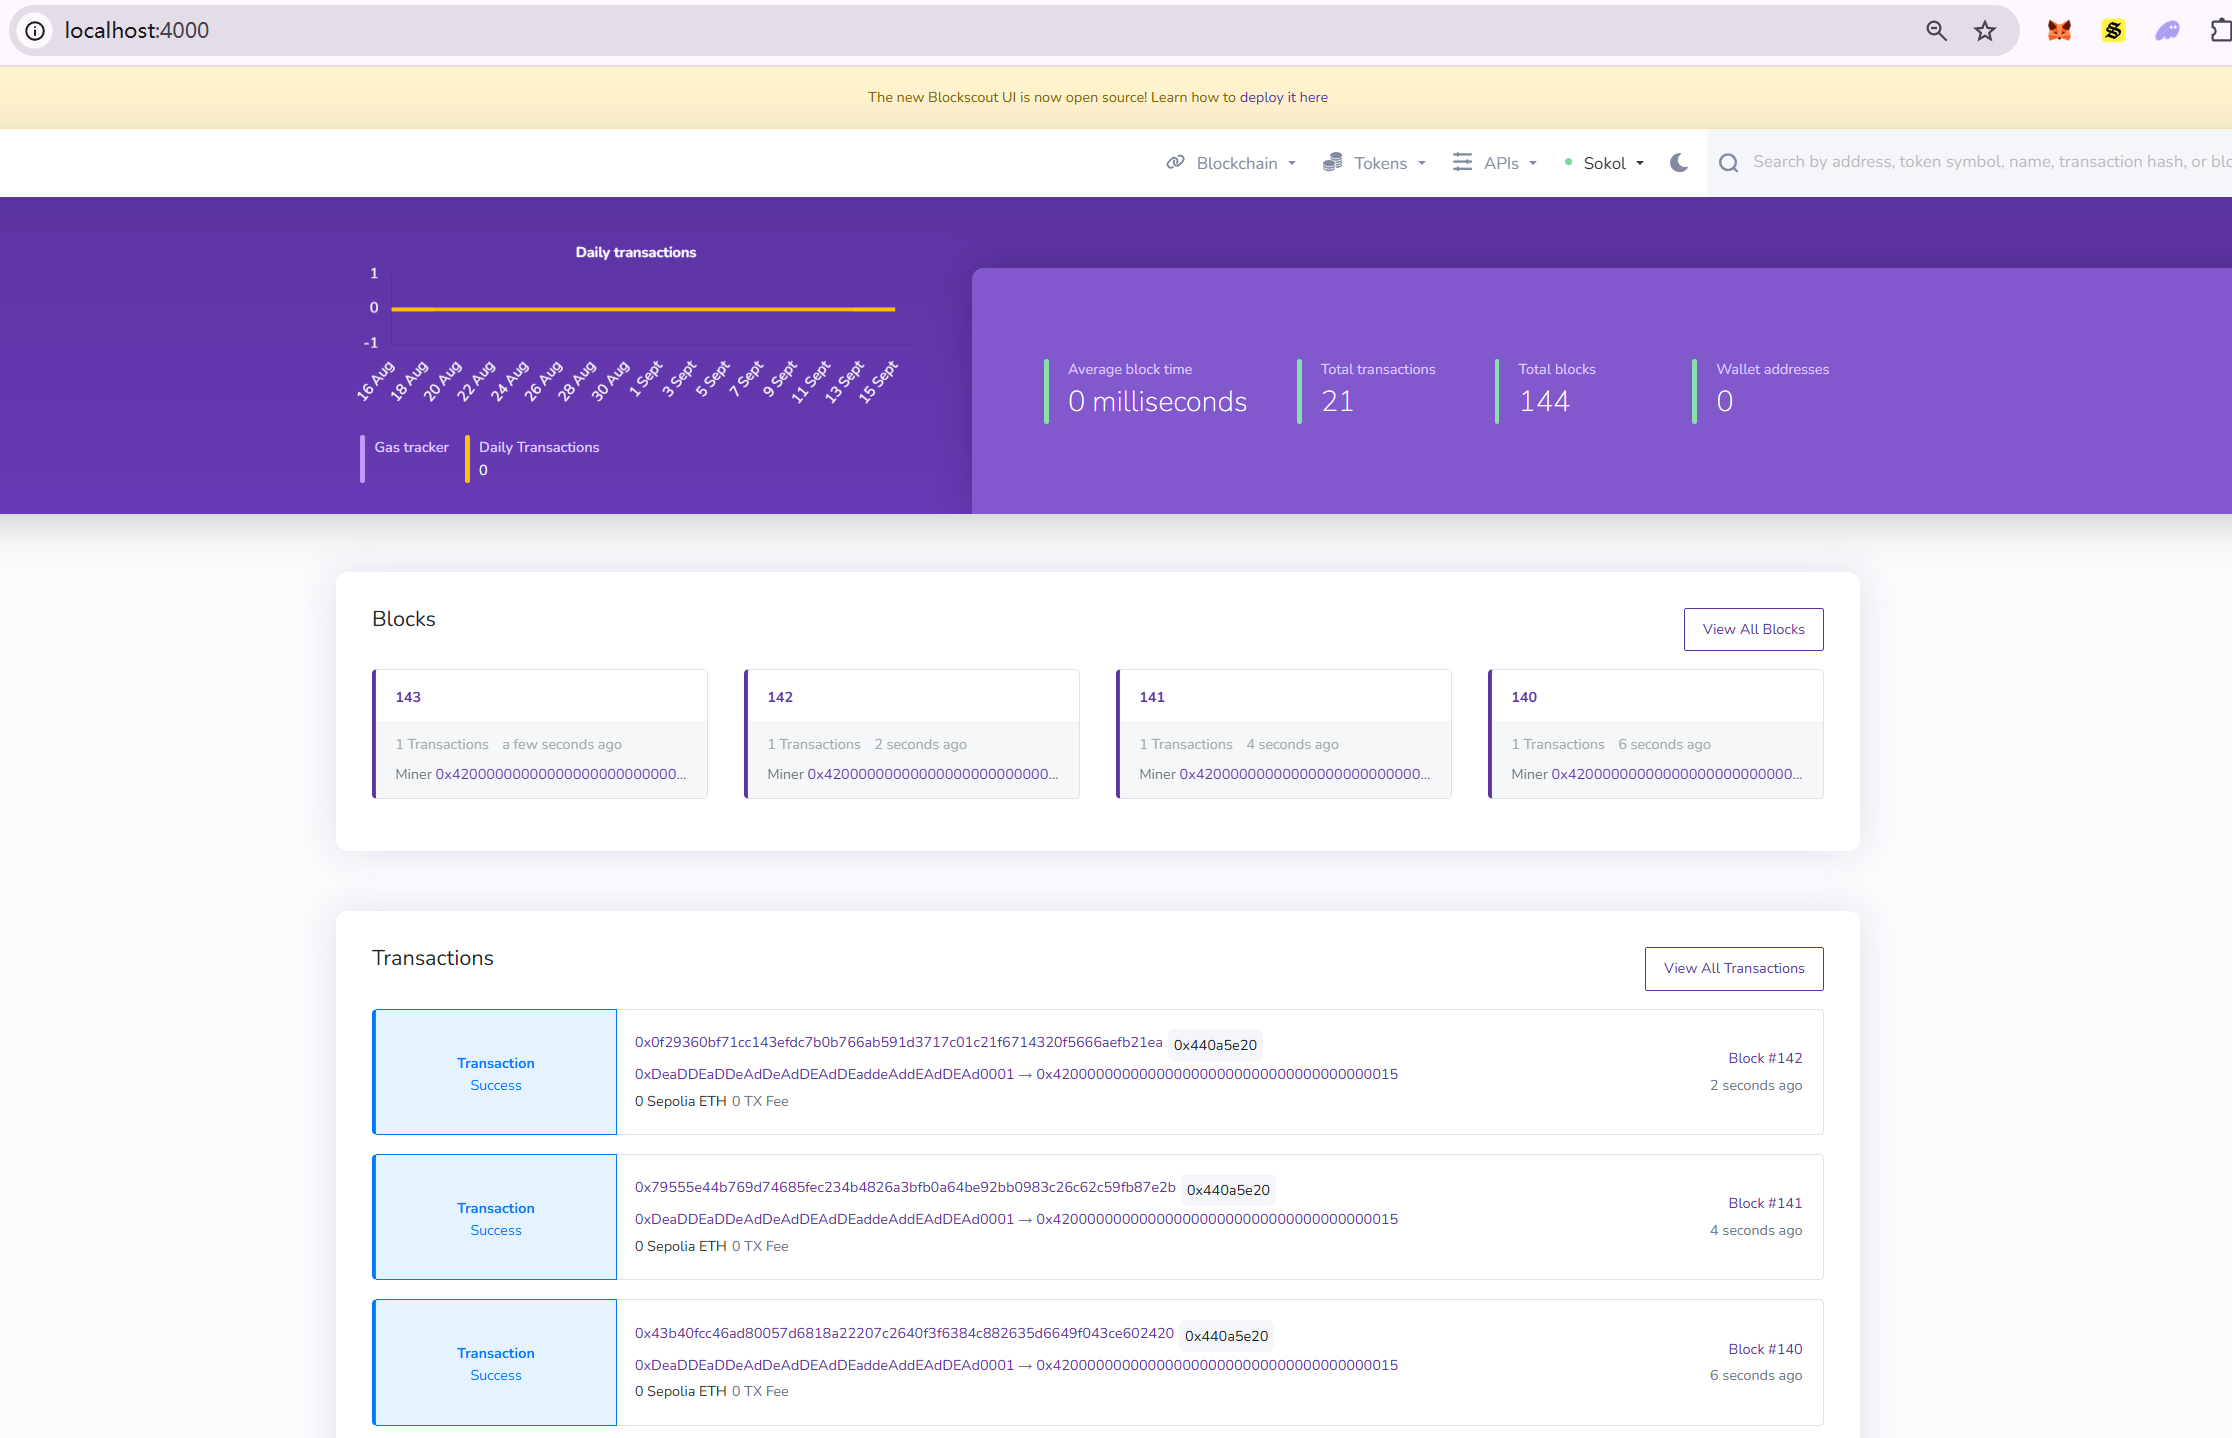 localhost:4000
The new Blockscout UI is now open source! Learn how to deploy it here
Blockchain Tokens APIs Sokol Search by address, token symbol, name, transaction hash, or blo
Daily transactions
1
0
-1
16 Aug 18 Aug 20 Aug 22 Aug 24 Aug 26 Aug 28 Aug 30 Aug 1 Sept 3 Sept 5 Sept 7 Sept 9 Sept 11 Sept 13 Sept 15 Sept
Gas tracker Daily Transactions
0
Average block time Total transactions Total blocks Wallet addresses
0 milliseconds 21 144 0
Blocks
View All Blocks
143
1 Transactions a few seconds ago
Miner 0x42000000000000000000000000...
142
1 Transactions 2 seconds ago
Miner 0x42000000000000000000000000...
141
1 Transactions 4 seconds ago
Miner 0x42000000000000000000000000...
140
1 Transactions 6 seconds ago
Miner 0x42000000000000000000000000...
Transactions
View All Transactions
Transaction
Success
0x0f29360bf71cc143efdc7b0b766ab591d3717c01c21f6714320f5666aefb21ea 0x440a5e20
0xDeaDDEaDDeAdDeAdDEAdDEaddeAddEAdDEAd0001 → 0x4200000000000000000000000000000000000015
0 Sepolia ETH 0 TX Fee
Block #142
2 seconds ago
Transaction
Success
0x79555e44b769d74685fec234b4826a3bfb0a64be92bb0983c26c62c59fb87e2b 0x440a5e20
0xDeaDDEaDDeAdDeAdDEAdDEaddeAddEAdDEAd0001 → 0x4200000000000000000000000000000000000015
0 Sepolia ETH 0 TX Fee
Block #141
4 seconds ago
Transaction
Success
0x43b40fcc46ad80057d6818a22207c2640f3f6384c882635d6649f043ce602420 0x440a5e20
0xDeaDDEaDDeAdDeAdDEAdDEaddeAddEAdDEAd0001 → 0x4200000000000000000000000000000000000015
0 Sepolia ETH 0 TX Fee
Block #140
6 seconds ago